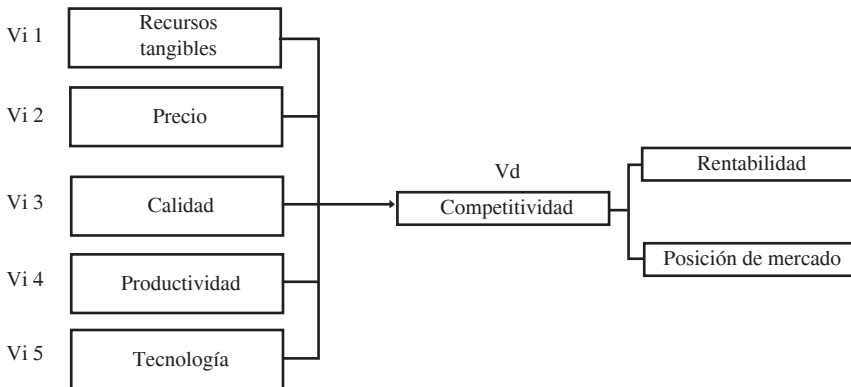 Vi 1
Recursos
tangibles
Vi 2
Precio
Vi 3
Calidad
Vi 4
Productividad
Vi 5
Tecnología
Vd
Competitividad
Rentabilidad
Posición de mercado